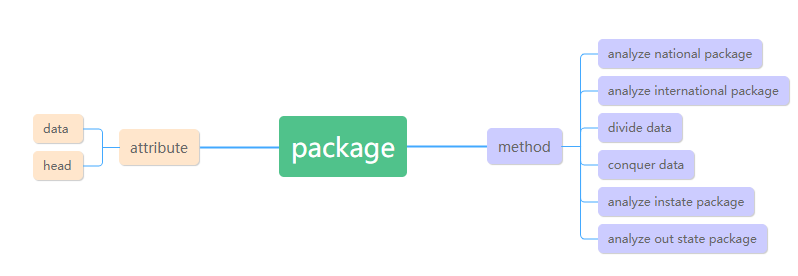 data
head
attribute
package
method
analyze national package
analyze international package
divide data
conquer data
analyze instate package
analyze out state package